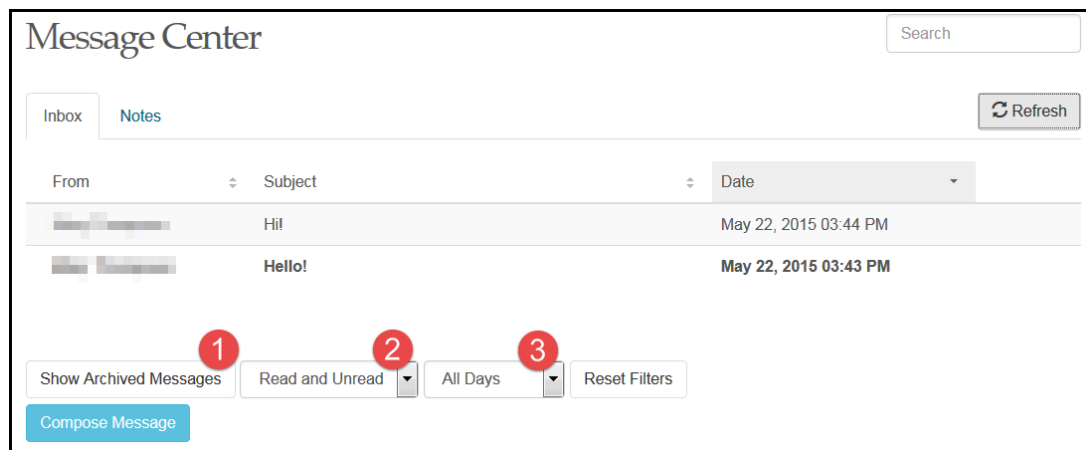 Message Center
Search
Inbox Notes
Refresh
From Subject Date
Hi! May 22, 2015 03:44 PM
Hello! May 22, 2015 03:43 PM
1 2 3
Show Archived Messages Read and Unread All Days Reset Filters
Compose Message